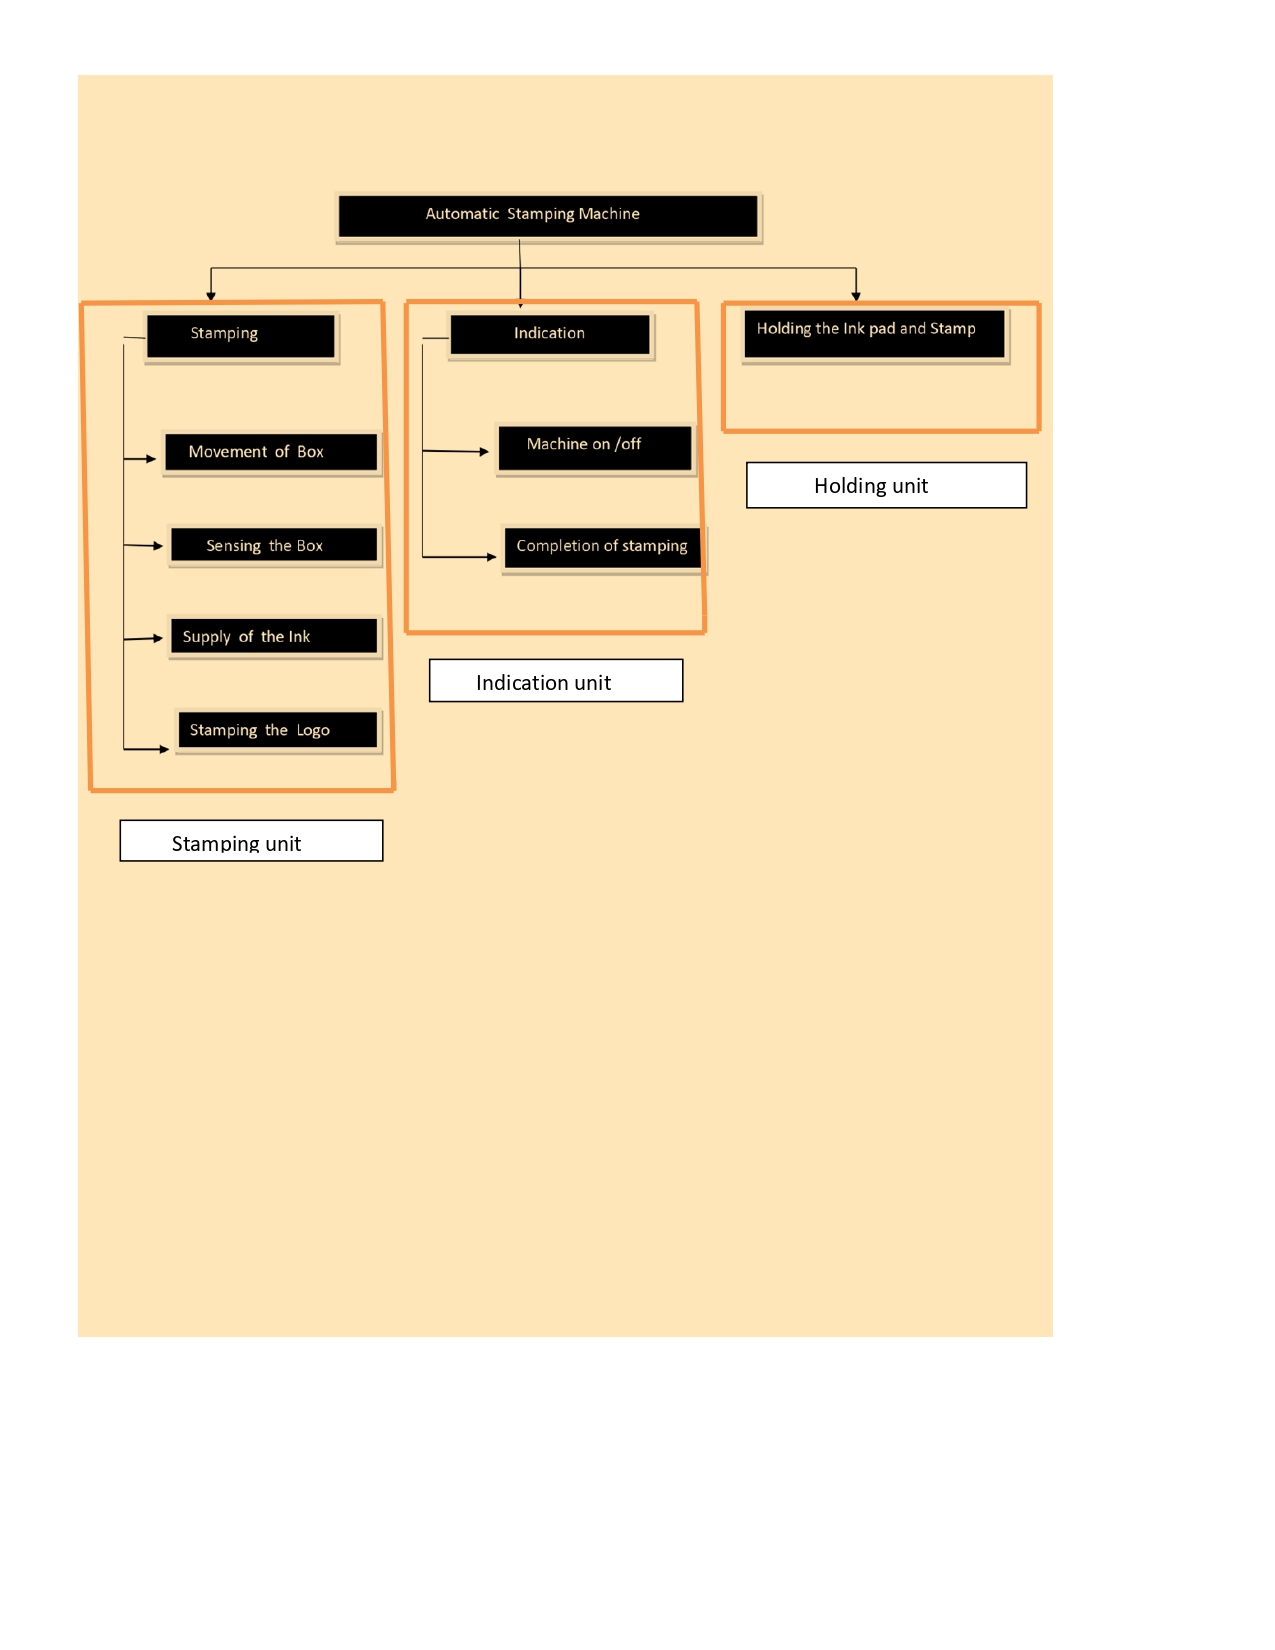 Automatic Stamping Machine
Stamping
Movement of Box
Sensing the Box
Supply of the Ink
Stamping the Logo
Stamping unit
Indication
Machine on /off
Completion of stamping
Indication unit
Holding the Ink pad and Stamp
Holding unit